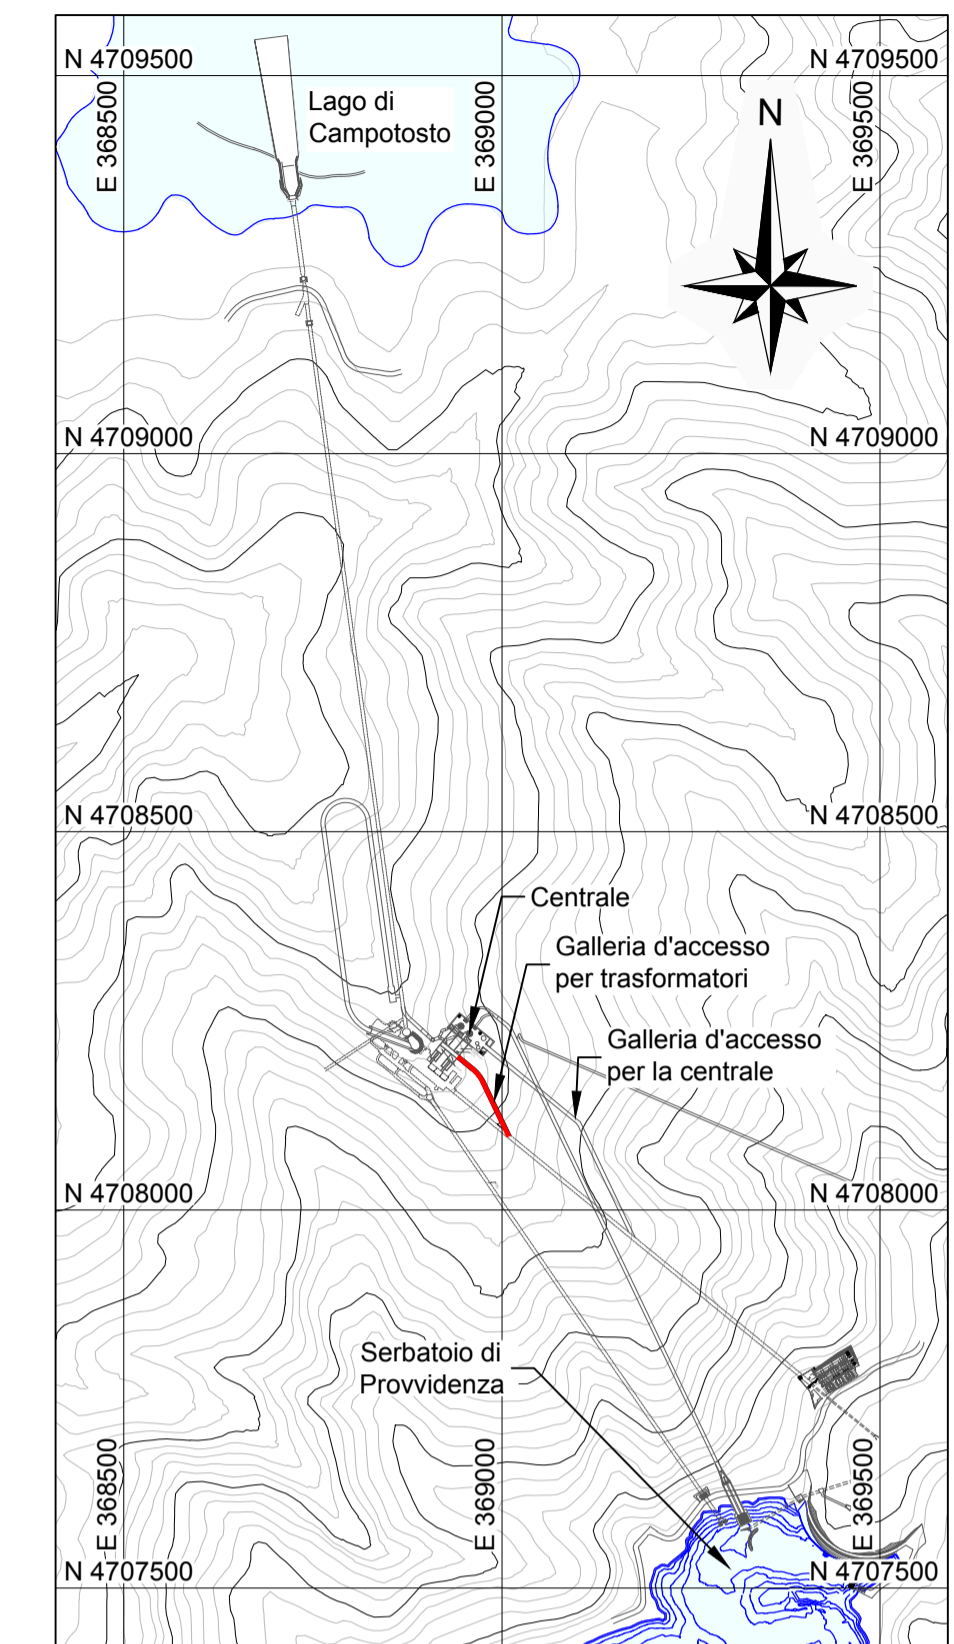 N 4709500
N 4709500
E 368500
E 369000
E 369500
Lago di
Campotosto
N
N 4709000
N 4709000
N 4708500
N 4708500
Centrale
Galleria d'accesso
per trasformatori
Galleria d'accesso
per la centrale
N 4708000
N 4708000
Serbatoio di
Provvidenza
E 368500
E 369000
E 369500
N 4707500
N 4707500